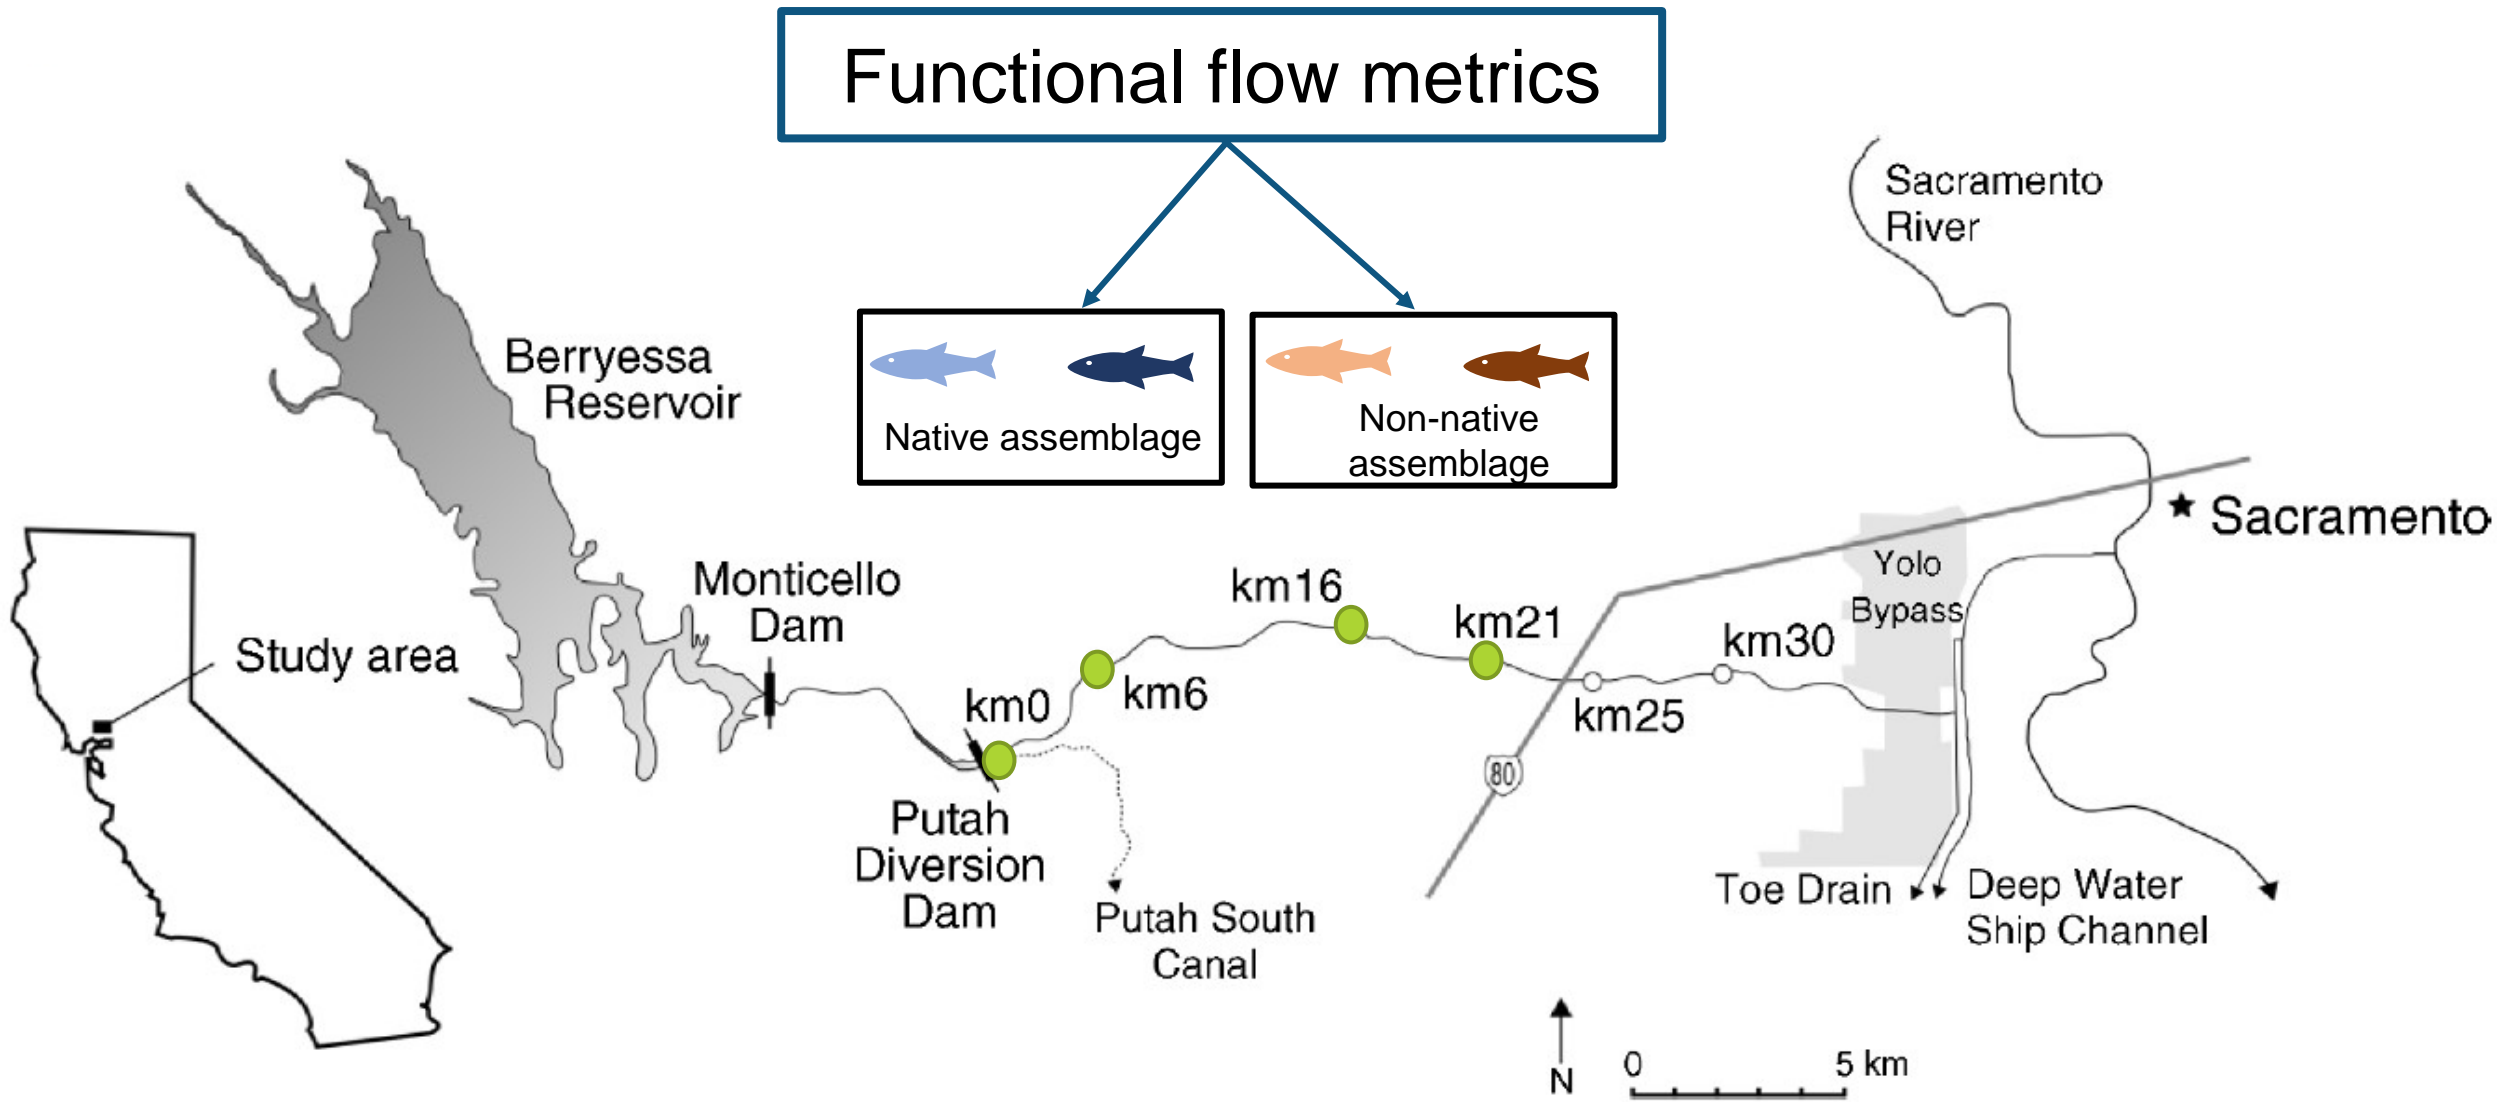 Functional flow metrics
Sacramento
River
Berryessa
Reservoir
Native assemblage
Non-native
assemblage
Sacramento
Monticello
Dam
Study area
km0
km6
km16
km21
km25
km30
Yolo
Bypass
80
Putah
Diversion
Dam
Putah South
Canal
Toe Drain
Deep Water
Ship Channel
N
0
5 km